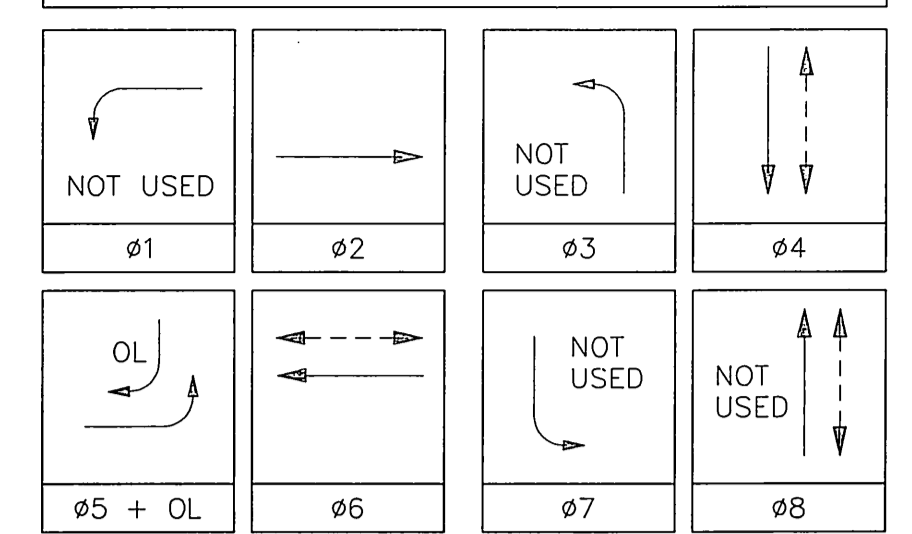 NOT USED
ø1
ø2
NOT
USED
ø3
ø4
OL
ø5 + OL
ø6
NOT
USED
ø7
NOT
USED
ø8